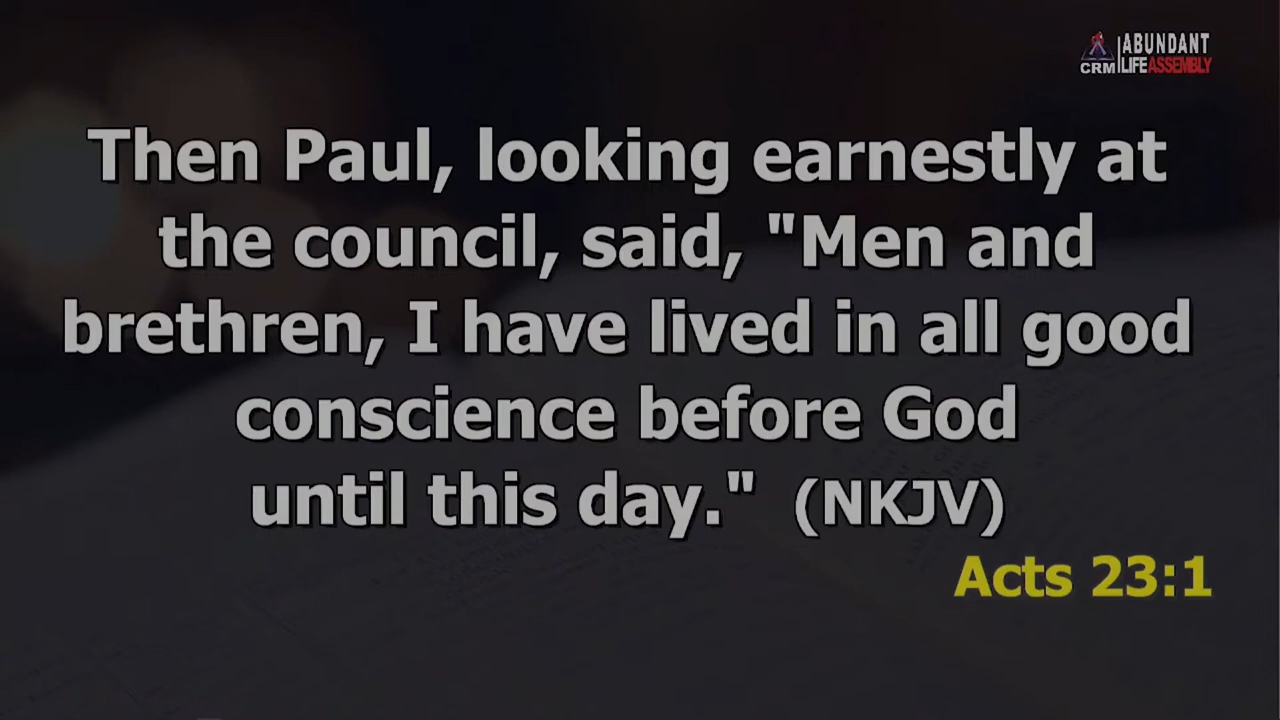 CRM
ABUNDANT
LIFE ASSEMBLY
Then Paul, looking earnestly at
the council, said, "Men and
brethren, I have lived in all good
conscience before God
until this day." (NKJV)
Acts 23:1